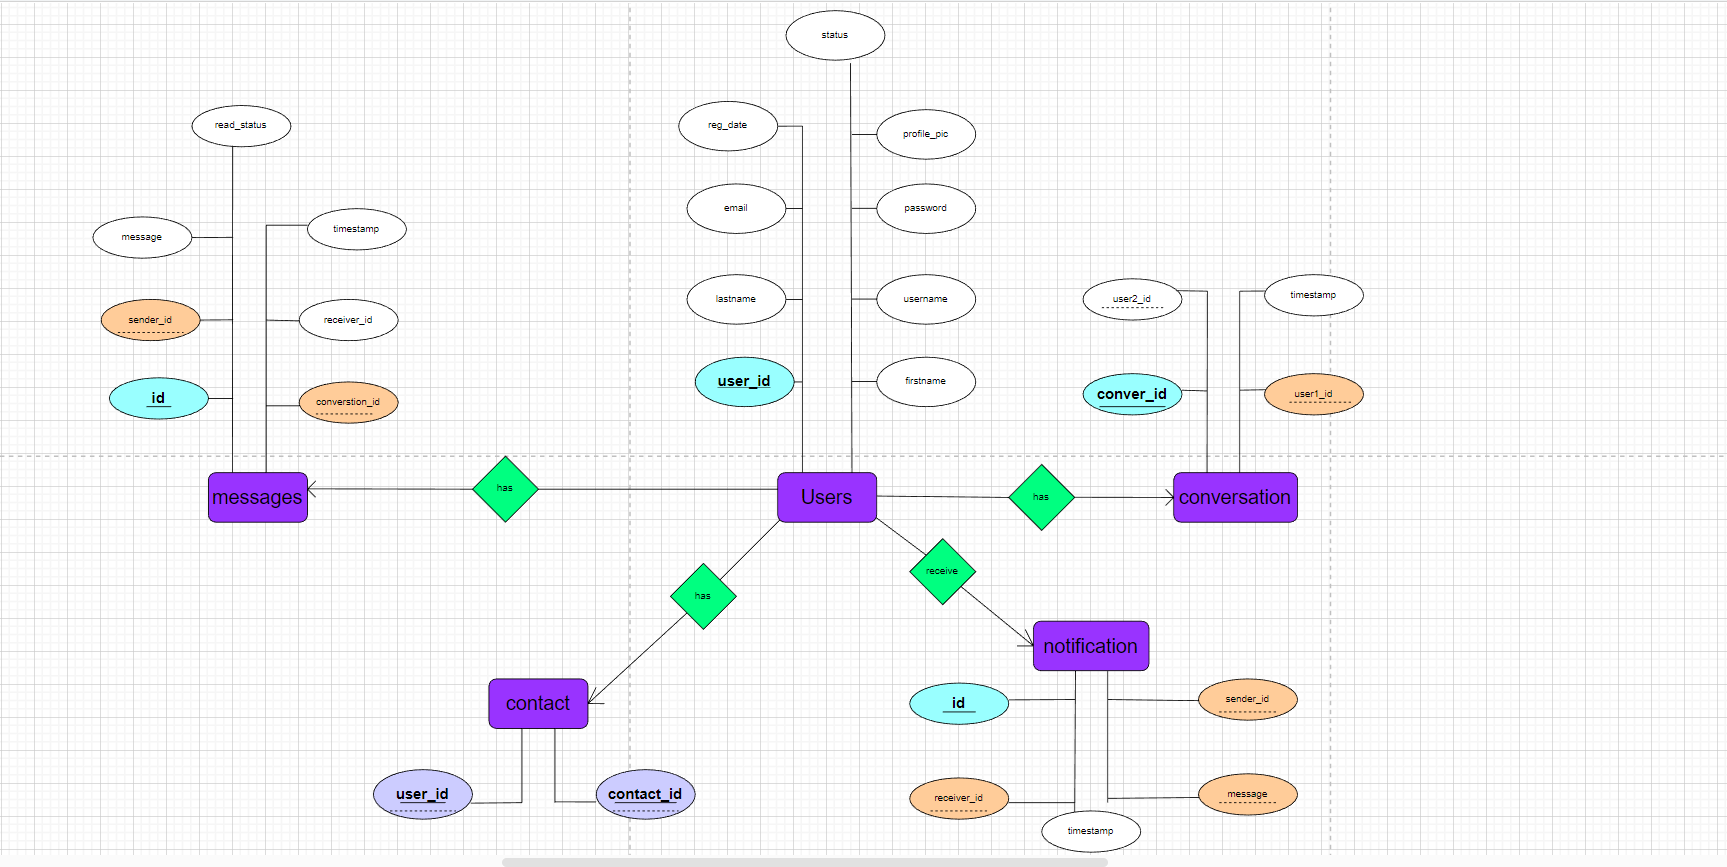 status
reg_date
read_status
profile_pic
email
password
message
timestamp
lastname
username
user2_id
timestamp
sender_id
receiver_id
user_id
firstname
id
converstion_id
conver_id
user1_id
messages
has
Users
has
conversation
receive
has
notification
contact
id
sender_id
user_id
contact_id
receiver_id
message
timestamp